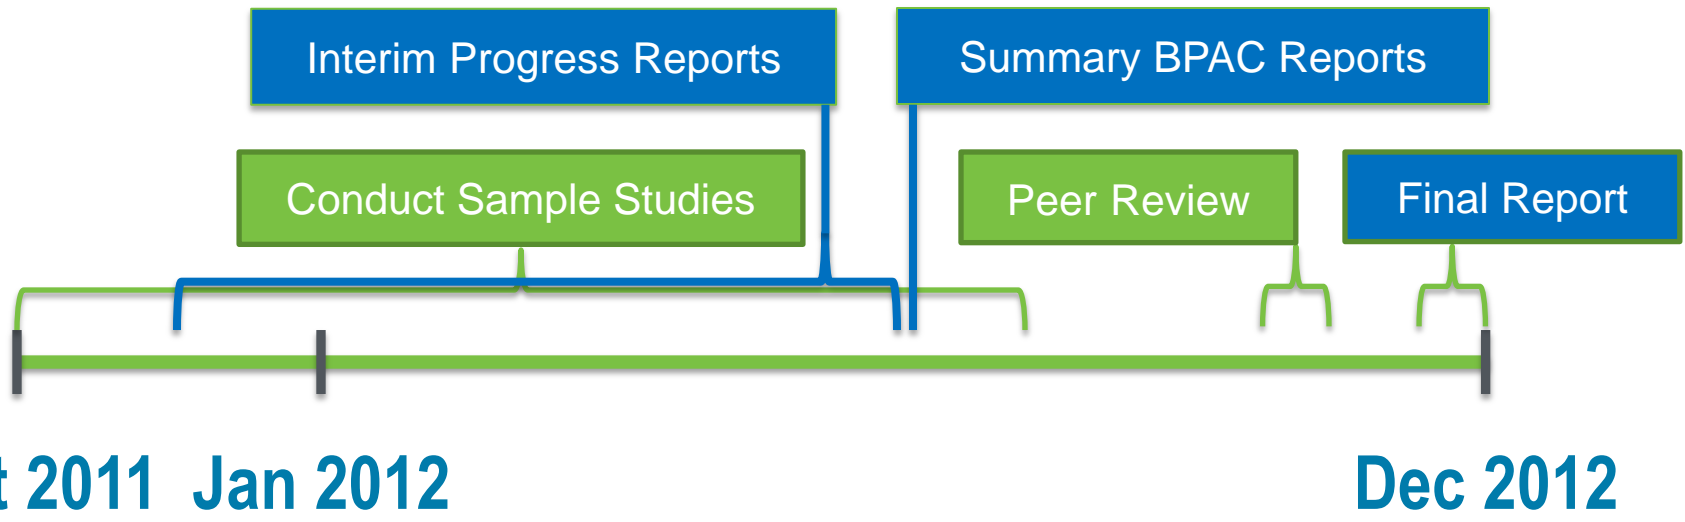 Interim Progress Reports
Summary BPAC Reports
Conduct Sample Studies
Peer Review
Final Report
t 2011 Jan 2012
Dec 2012